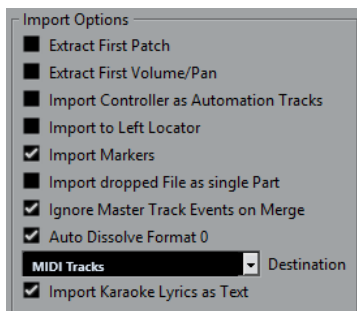 Import Options
Extract First Patch
Extract First Volume/Pan
Import Controller as Automation Tracks
Import to Left Locator
Import Markers
Import dropped File as single Part
Ignore Master Track Events on Merge
Auto Dissolve Format 0
MIDI Tracks Destination
Import Karaoke Lyrics as Text